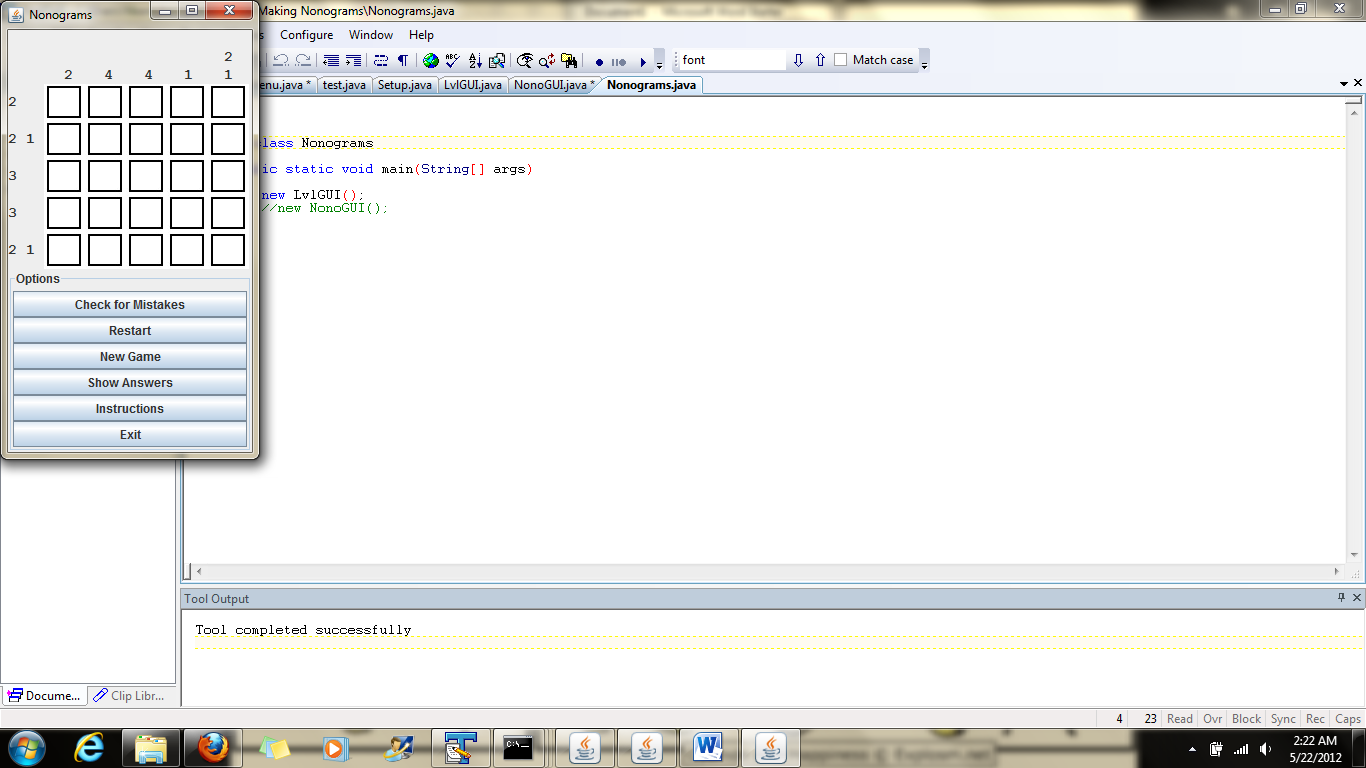 Nonograms
Making Nonograms\Nonograms.java
Configure Window Help
font
Match case
enu.java * test.java Setup.java LvlGUI.java NonoGUI.java * Nonograms.java
2
2 4 4 1 1
2
2 1
3
3
2 1
lass Nonograms
ic static void main(String[] args)
new LvlGUI();
//new NonoGUI();
Options
Check for Mistakes
Restart
New Game
Show Answers
Instructions
Exit
Tool Output
Tool completed successfully
Docume... Clip Libr...
4 23 Read Ovr Block Sync Rec Caps
2:22 AM
5/22/2012